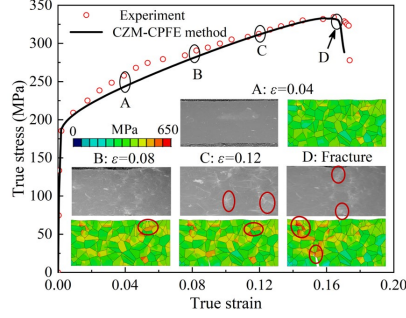 350
300
250
200
150
100
50
0
True stress (MPa)
Experiment
CZM-CPFE method
A
B
C
D
0 MPa 650
A: ε=0.04
B: ε=0.08 C: ε=0.12 D: Fracture
0.00 0.04 0.08 0.12 0.16 0.20
True strain